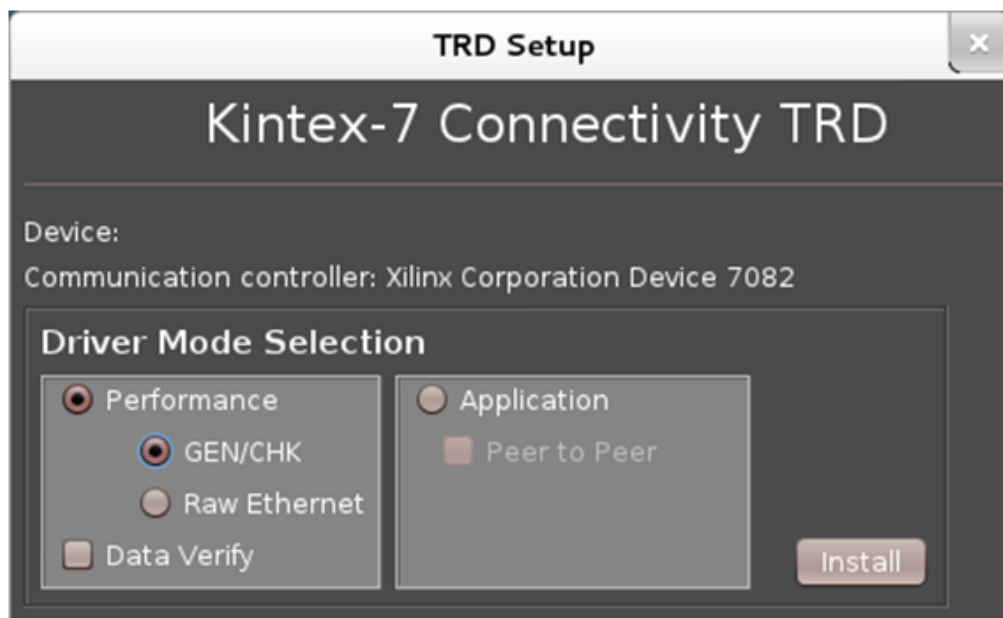 TRD Setup
Kintex-7 Connectivity TRD
Device:
Communication controller: Xilinx Corporation Device 7082
Driver Mode Selection
Performance
GEN/CHK
Raw Ethernet
Data Verify
Application
Peer to Peer
Install